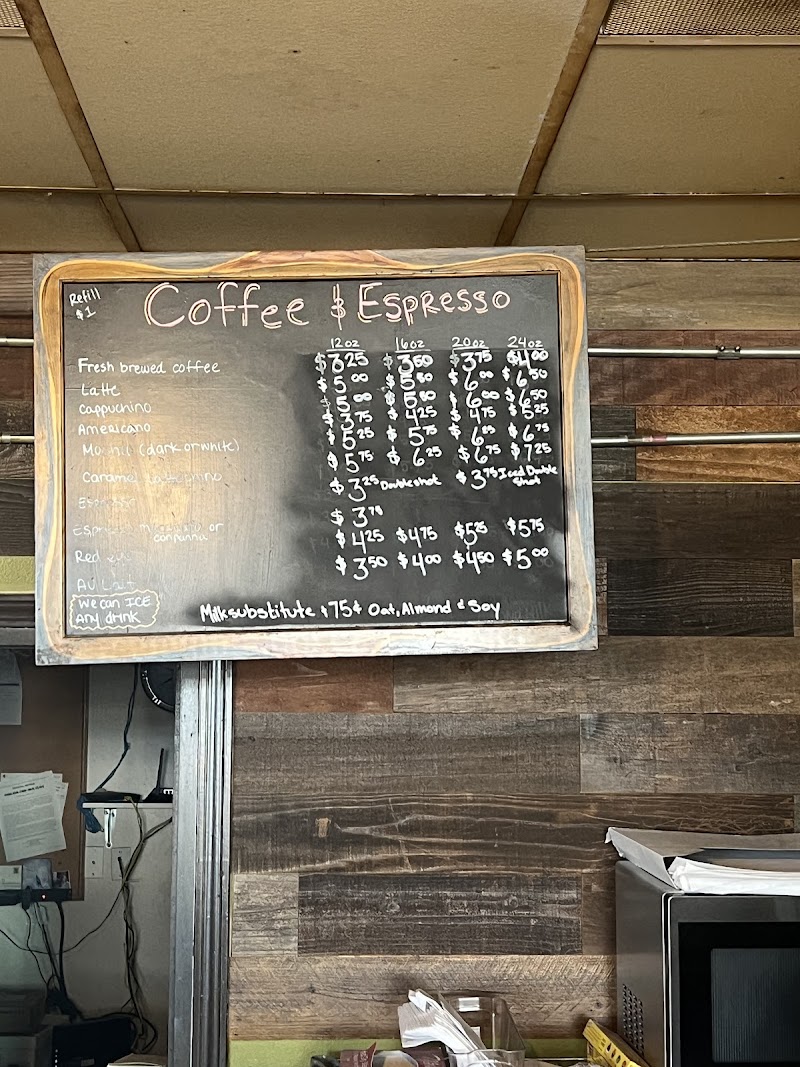 Refill
$1
Coffee & Espresso
12oz 16oz 20oz 24oz
Fresh brewed coffee $3.25 $3.50 $3.75 $4.00
Latte $5.00 $5.80 $6.00 $6.50
Cappuchino $5.00 $5.80 $6.00 $6.50
Americano $3.75 $4.25 $4.75 $5.25
Mocha (dark or white) $5.25 $5.75 $6.25 $6.75
Caramel $5.75 $6.25 $6.75 $7.25
Espresso $3.25 Double shot $3.75 Iced Double
Shot
or $3.75
conpanna
Red eye $4.25 $4.75 $5.25 $5.75
Au Lait $3.50 $4.00 $4.50 $5.00
We can ICE
Any drink
Milk substitute 75¢ Oat, Almond & Soy